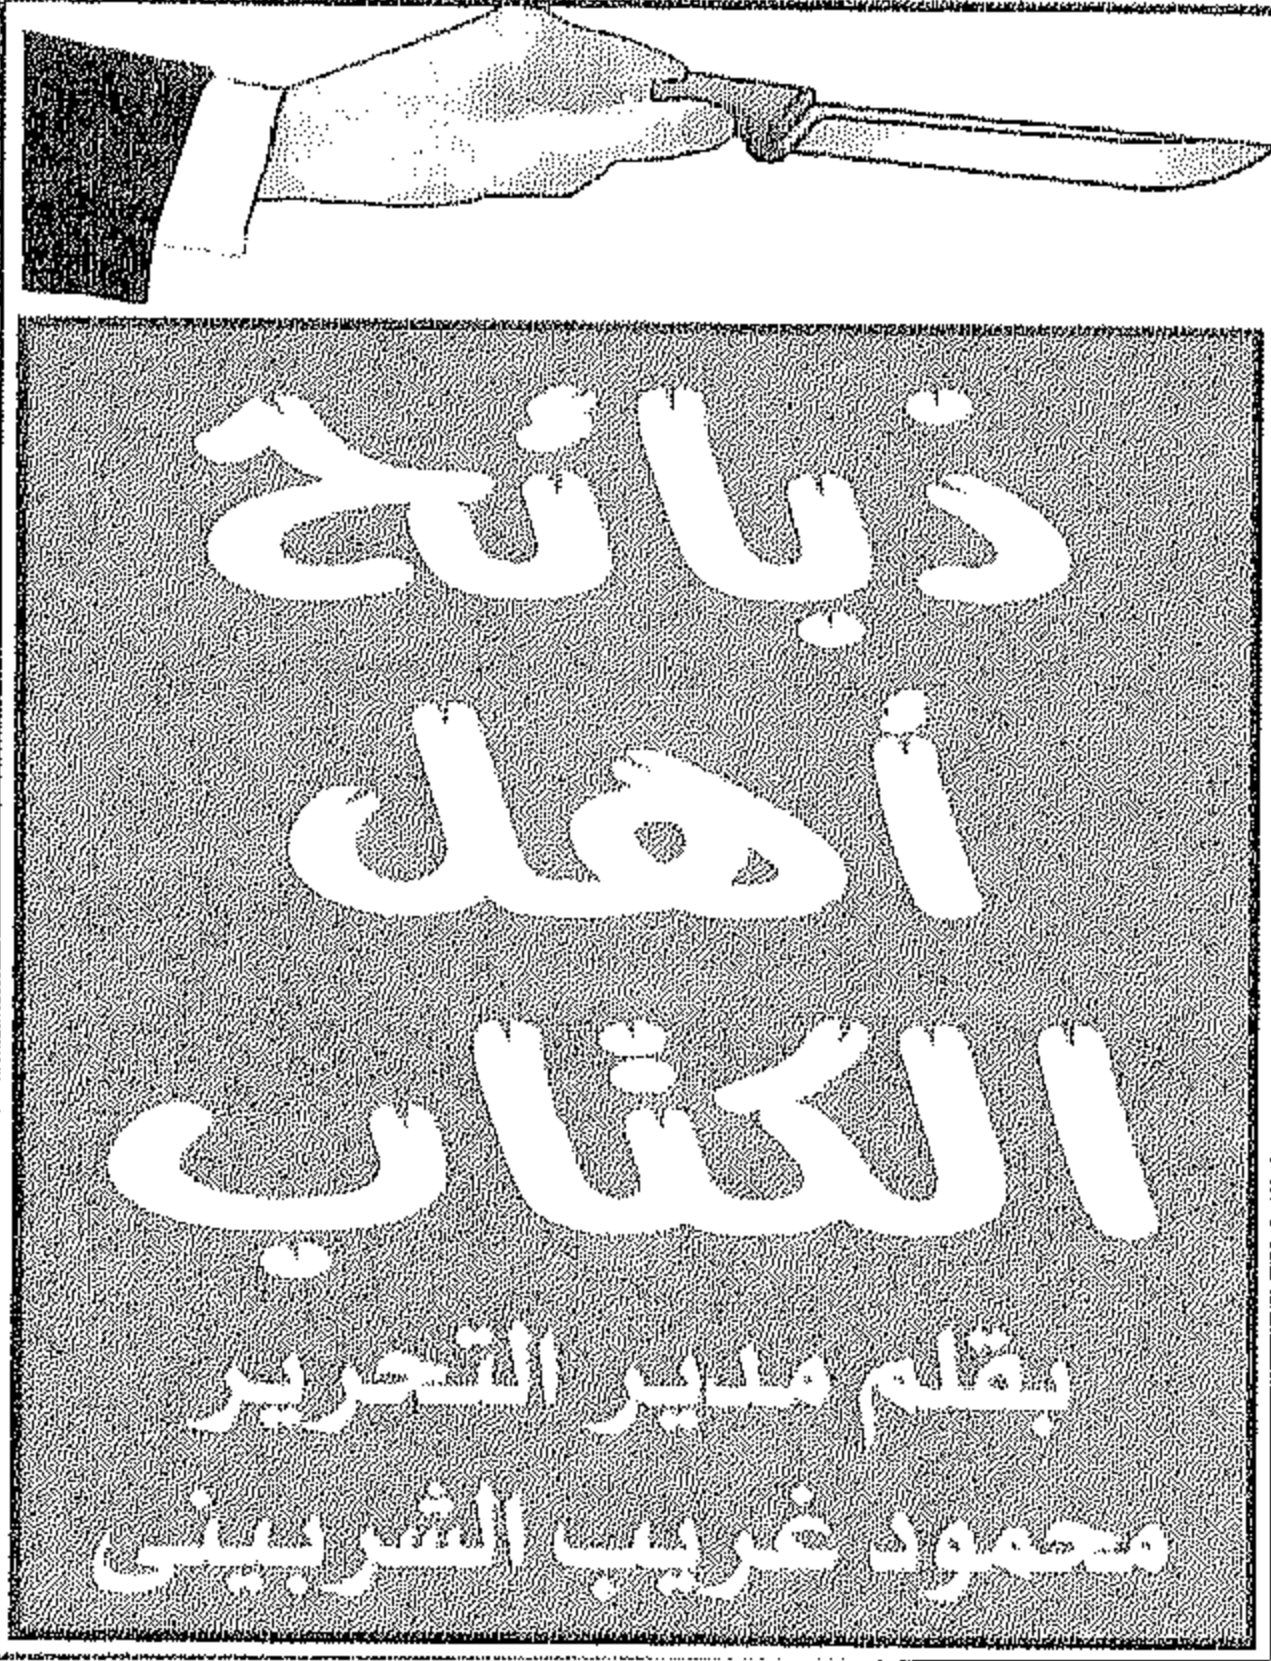 ذبائح
أهل
الكتاب
بقلم مدير التحرير
محمود غريب الشربينى